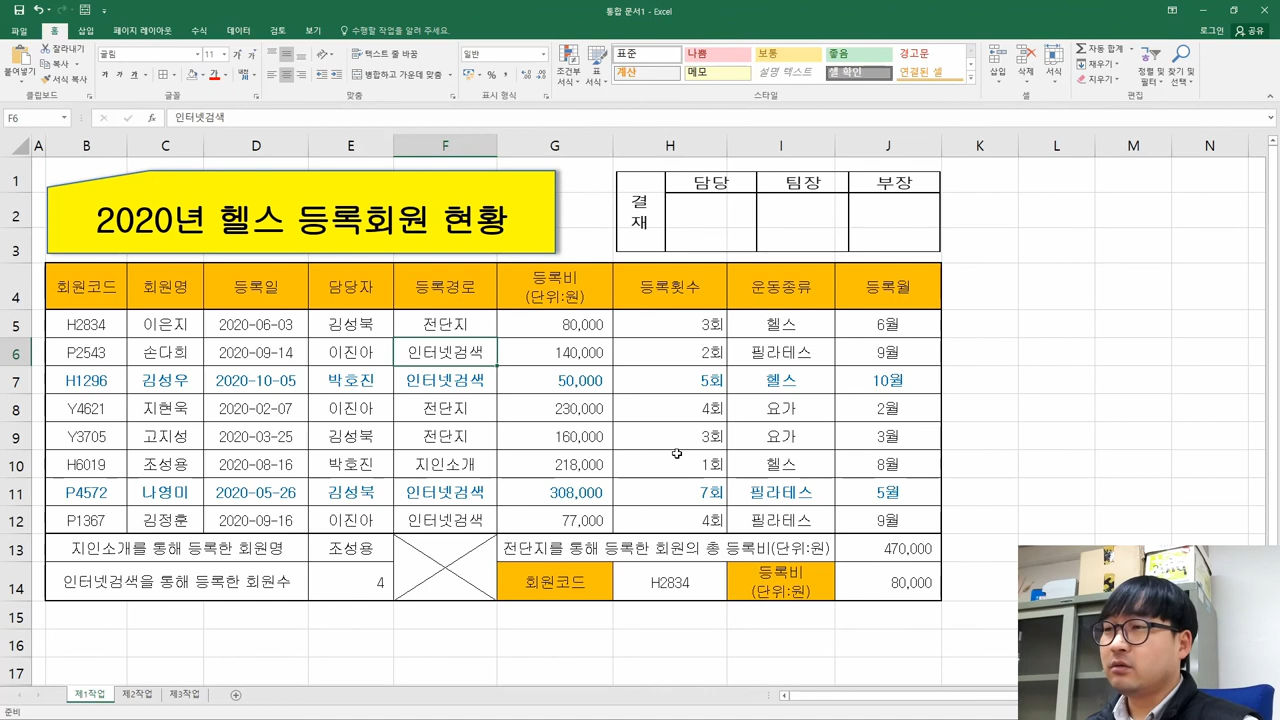 통합 문서1 - Excel
파일 홈 삽입 페이지 레이아웃 수식 데이터 검토 보기 수행할 작업을 알려 주세요. 로그인 공유
붙여넣기 잘라내기 복사 서식 복사 클립보드
굴림 11 가 가 가 가 가 글꼴
텍스트 줄 바꿈 병합하고 가운데 맞춤 맞춤
일반 % 표시 형식
조건부 서식 표 서식
표준 나쁨 보통 좋음 경고문
계산 메모 설명 텍스트 셀 확인 연결된 셀
스타일
삽입 삭제 서식 셀
자동 합계 채우기 지우기 정렬 및 필터 찾기 및 선택 편집
F6 fx 인터넷검색
A B C D E F G H I J K L M N
1 결재 담당 팀장 부장
2 2020년 헬스 등록회원 현황
3
4 회원코드 회원명 등록일 담당자 등록경로 등록비 (단위:원) 등록횟수 운동종류 등록월
5 H2834 이은지 2020-06-03 김성북 전단지 80,000 3회 헬스 6월
6 P2543 손다희 2020-09-14 이진아 인터넷검색 140,000 2회 필라테스 9월
7 H1296 김성우 2020-10-05 박호진 인터넷검색 50,000 5회 헬스 10월
8 Y4621 지현욱 2020-02-07 이진아 전단지 230,000 4회 요가 2월
9 Y3705 고지성 2020-03-25 김성북 전단지 160,000 3회 요가 3월
10 H6019 조성용 2020-08-16 박호진 지인소개 218,000 1회 헬스 8월
11 P4572 나영미 2020-05-26 김성북 인터넷검색 308,000 7회 필라테스 5월
12 P1367 김정훈 2020-09-16 이진아 인터넷검색 77,000 4회 필라테스 9월
13 지인소개를 통해 등록한 회원명 조성용 전단지를 통해 등록한 회원의 총 등록비(단위:원) 470,000
14 인터넷검색을 통해 등록한 회원수 4 회원코드 H2834 등록비 (단위:원) 80,000
15
16
17
제1작업 제2작업 제3작업
준비